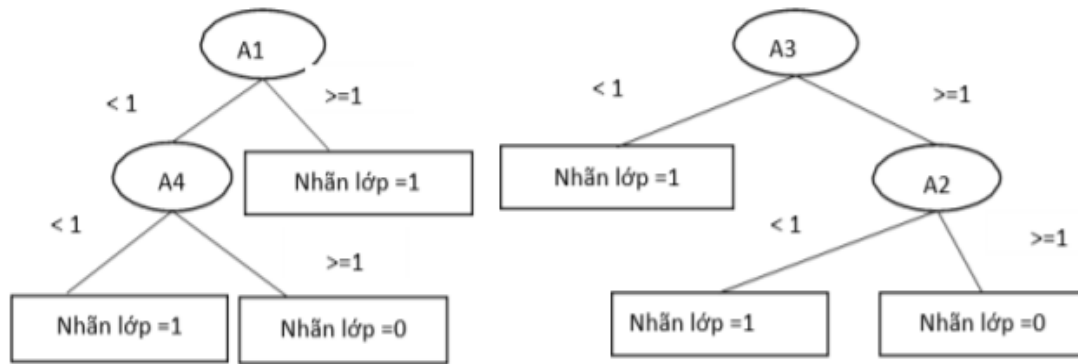 A1
< 1
>=1
A4
Nhãn lớp =1
< 1
>=1
Nhãn lớp =1
Nhãn lớp =0
A3
< 1
>=1
Nhãn lớp =1
A2
< 1
>=1
Nhãn lớp =1
Nhãn lớp =0